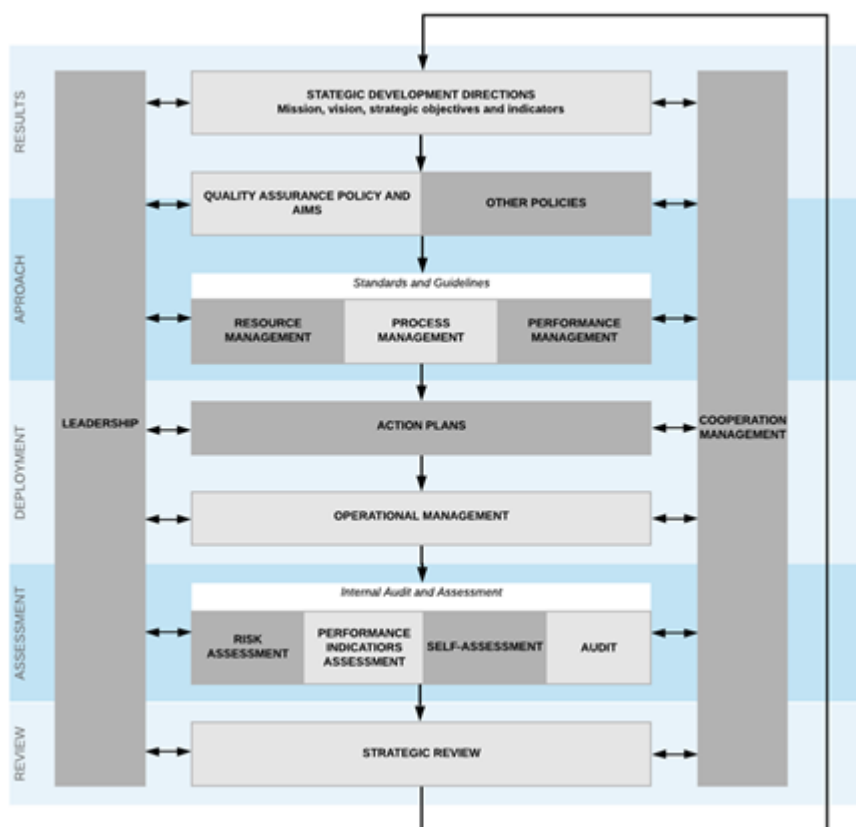 RESULTS
STATEGIC DEVELOPMENT DIRECTIONS
Mission, vision, strategic objectives and indicators
QUALITY ASSURANCE POLICY AND
AIMS
OTHER POLICIES
APROACH
Standards and Guidelines
RESOURCE
MANAGEMENT
PROCESS
MANAGEMENT
PERFORMANCE
MANAGEMENT
LEADERSHIP
COOPERATION
MANAGEMENT
DEPLOYMENT
ACTION PLANS
OPERATIONAL MANAGEMENT
ASSESSMENT
Internal Audit and Assessment
RISK
ASSESSMENT
PERFORMANCE
INDICATIORS
ASSESSMENT
SELF-ASSESSMENT
AUDIT
REVIEW
STRATEGIC REVIEW